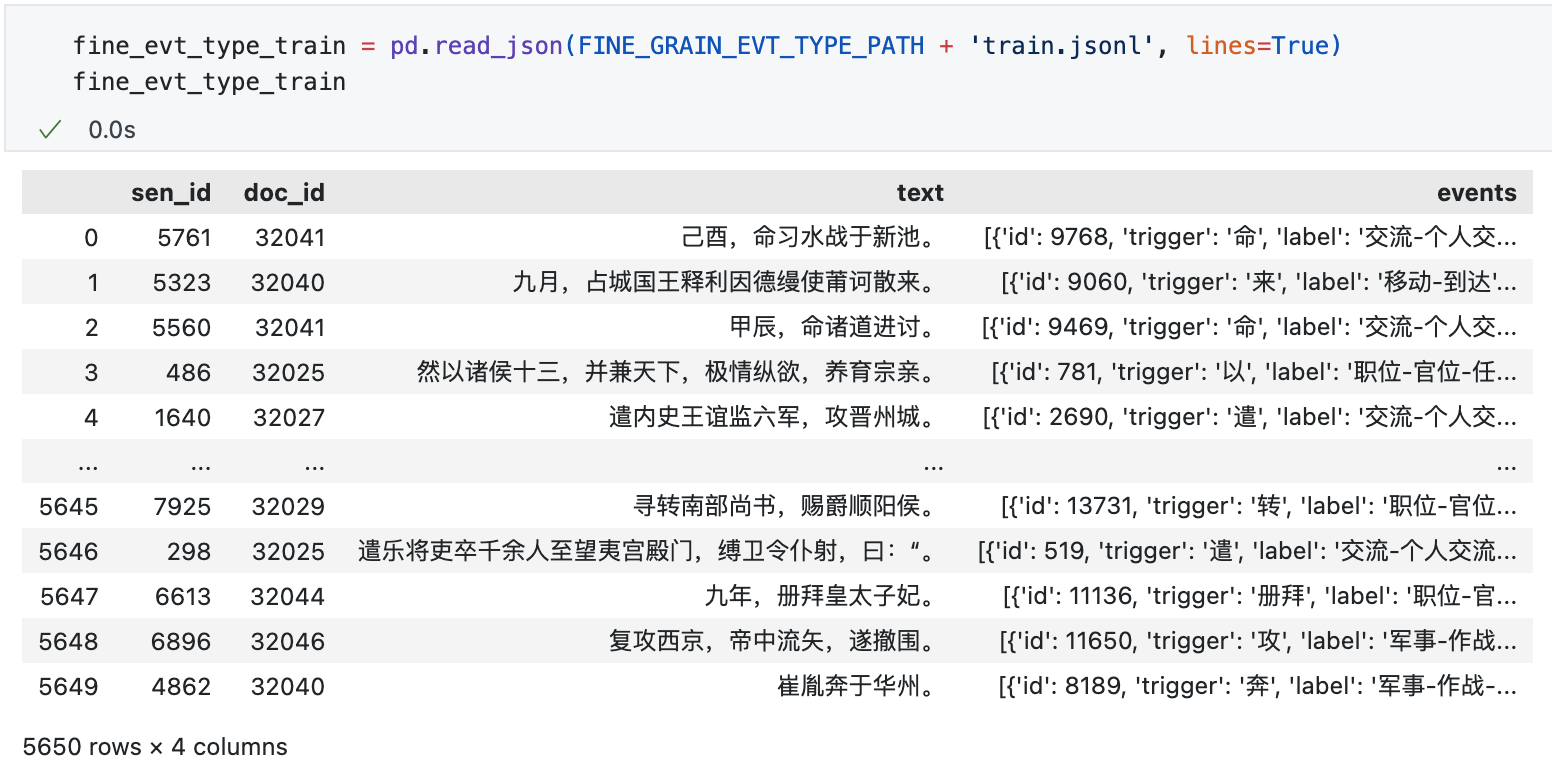 fine_evt_type_train = pd.read_json(FINE_GRAIN_EVT_TYPE_PATH + 'train.jsonl', lines=True)
fine_evt_type_train
✓ 0.0s
sen_id doc_id text events
0 5761 32041 己酉，命习水战于新池。 [{'id': 9768, 'trigger': '命', 'label': '交流-个人交...
1 5323 32040 九月，占城国王释利因德缦使莆诃散来。 [{'id': 9060, 'trigger': '来', 'label': '移动-到达'...
2 5560 32041 甲辰，命诸道进讨。 [{'id': 9469, 'trigger': '命', 'label': '交流-个人交...
3 486 32025 然以诸侯十三，并兼天下，极情纵欲，养育宗亲。 [{'id': 781, 'trigger': '以', 'label': '职位-官位-任...
4 1640 32027 遣内史王谊监六军，攻晋州城。 [{'id': 2690, 'trigger': '遣', 'label': '交流-个人交...
... ... ... ... ...
5645 7925 32029 寻转南部尚书，赐爵顺阳侯。 [{'id': 13731, 'trigger': '转', 'label': '职位-官位...
5646 298 32025 遣乐将吏卒千余人至望夷宫殿门，缚卫令仆射，曰：“。 [{'id': 519, 'trigger': '遣', 'label': '交流-个人交流...
5647 6613 32044 九年，册拜皇太子妃。 [{'id': 11136, 'trigger': '册拜', 'label': '职位-官...
5648 6896 32046 复攻西京，帝中流矢，遂撤围。 [{'id': 11650, 'trigger': '攻', 'label': '军事-作战...
5649 4862 32040 崔胤奔于华州。 [{'id': 8189, 'trigger': '奔', 'label': '军事-作战-...
5650 rows × 4 columns